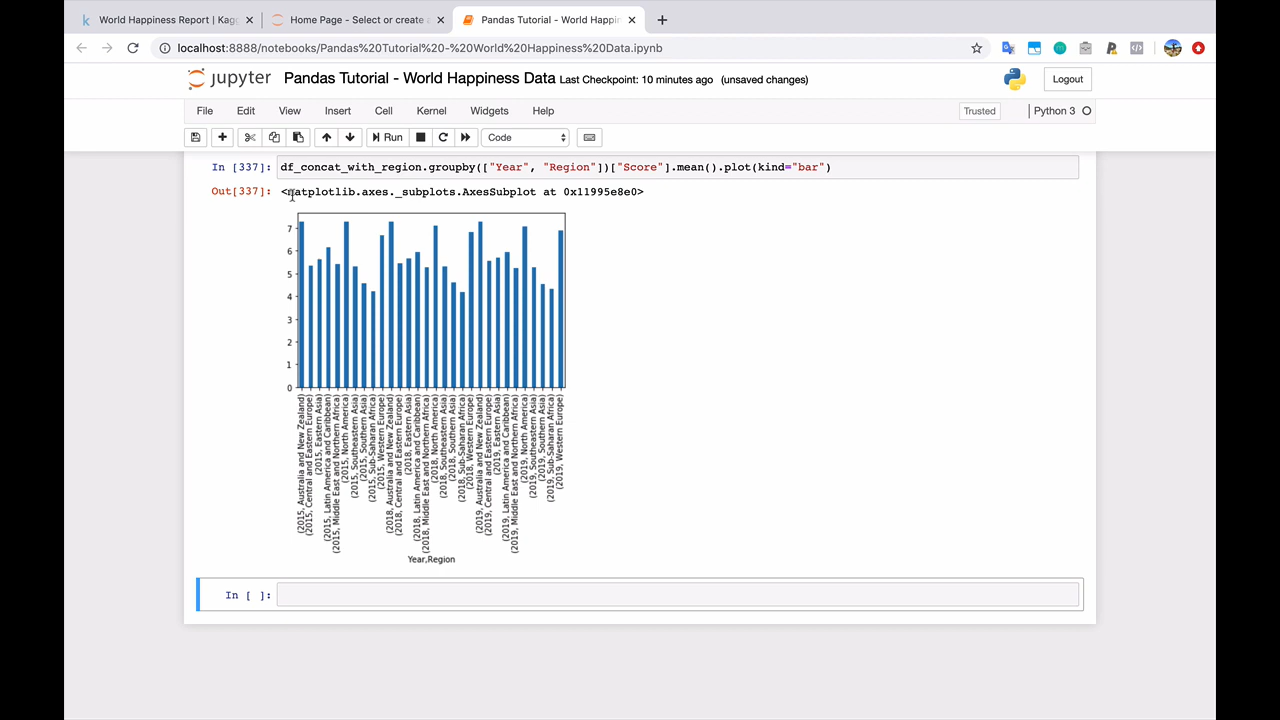 World Happiness Report | Kagg
Home Page - Select or create a
Pandas Tutorial - World Happin
localhost:8888/notebooks/Pandas%20Tutorial%20-%20World%20Happiness%20Data.ipynb
jupyter Pandas Tutorial - World Happiness Data Last Checkpoint: 10 minutes ago (unsaved changes) Logout
File Edit View Insert Cell Kernel Widgets Help Trusted Python 3
Run Code
In [337]: df_concat_with_region.groupby(["Year", "Region"])["Score"].mean().plot(kind="bar")
Out[337]: <matplotlib.axes._subplots.AxesSubplot at 0x11995e8e0>
7
6
5
4
3
2
1
0
(2015, Australia and New Zealand)
(2015, Central and Eastern Europe)
(2015, Eastern Asia)
(2015, Latin America and Caribbean)
(2015, Middle East and Northern Africa)
(2015, North America)
(2015, Southeastern Asia)
(2015, Southern Asia)
(2015, Sub-Saharan Africa)
(2015, Western Europe)
(2018, Australia and New Zealand)
(2018, Central and Eastern Europe)
(2018, Eastern Asia)
(2018, Latin America and Caribbean)
(2018, Middle East and Northern Africa)
(2018, North America)
(2018, Southeastern Asia)
(2018, Southern Asia)
(2018, Sub-Saharan Africa)
(2018, Western Europe)
(2019, Australia and New Zealand)
(2019, Central and Eastern Europe)
(2019, Eastern Asia)
(2019, Latin America and Caribbean)
(2019, Middle East and Northern Africa)
(2019, North America)
(2019, Southeastern Asia)
(2019, Southern Asia)
(2019, Sub-Saharan Africa)
(2019, Western Europe)
Year,Region
In [ ]: